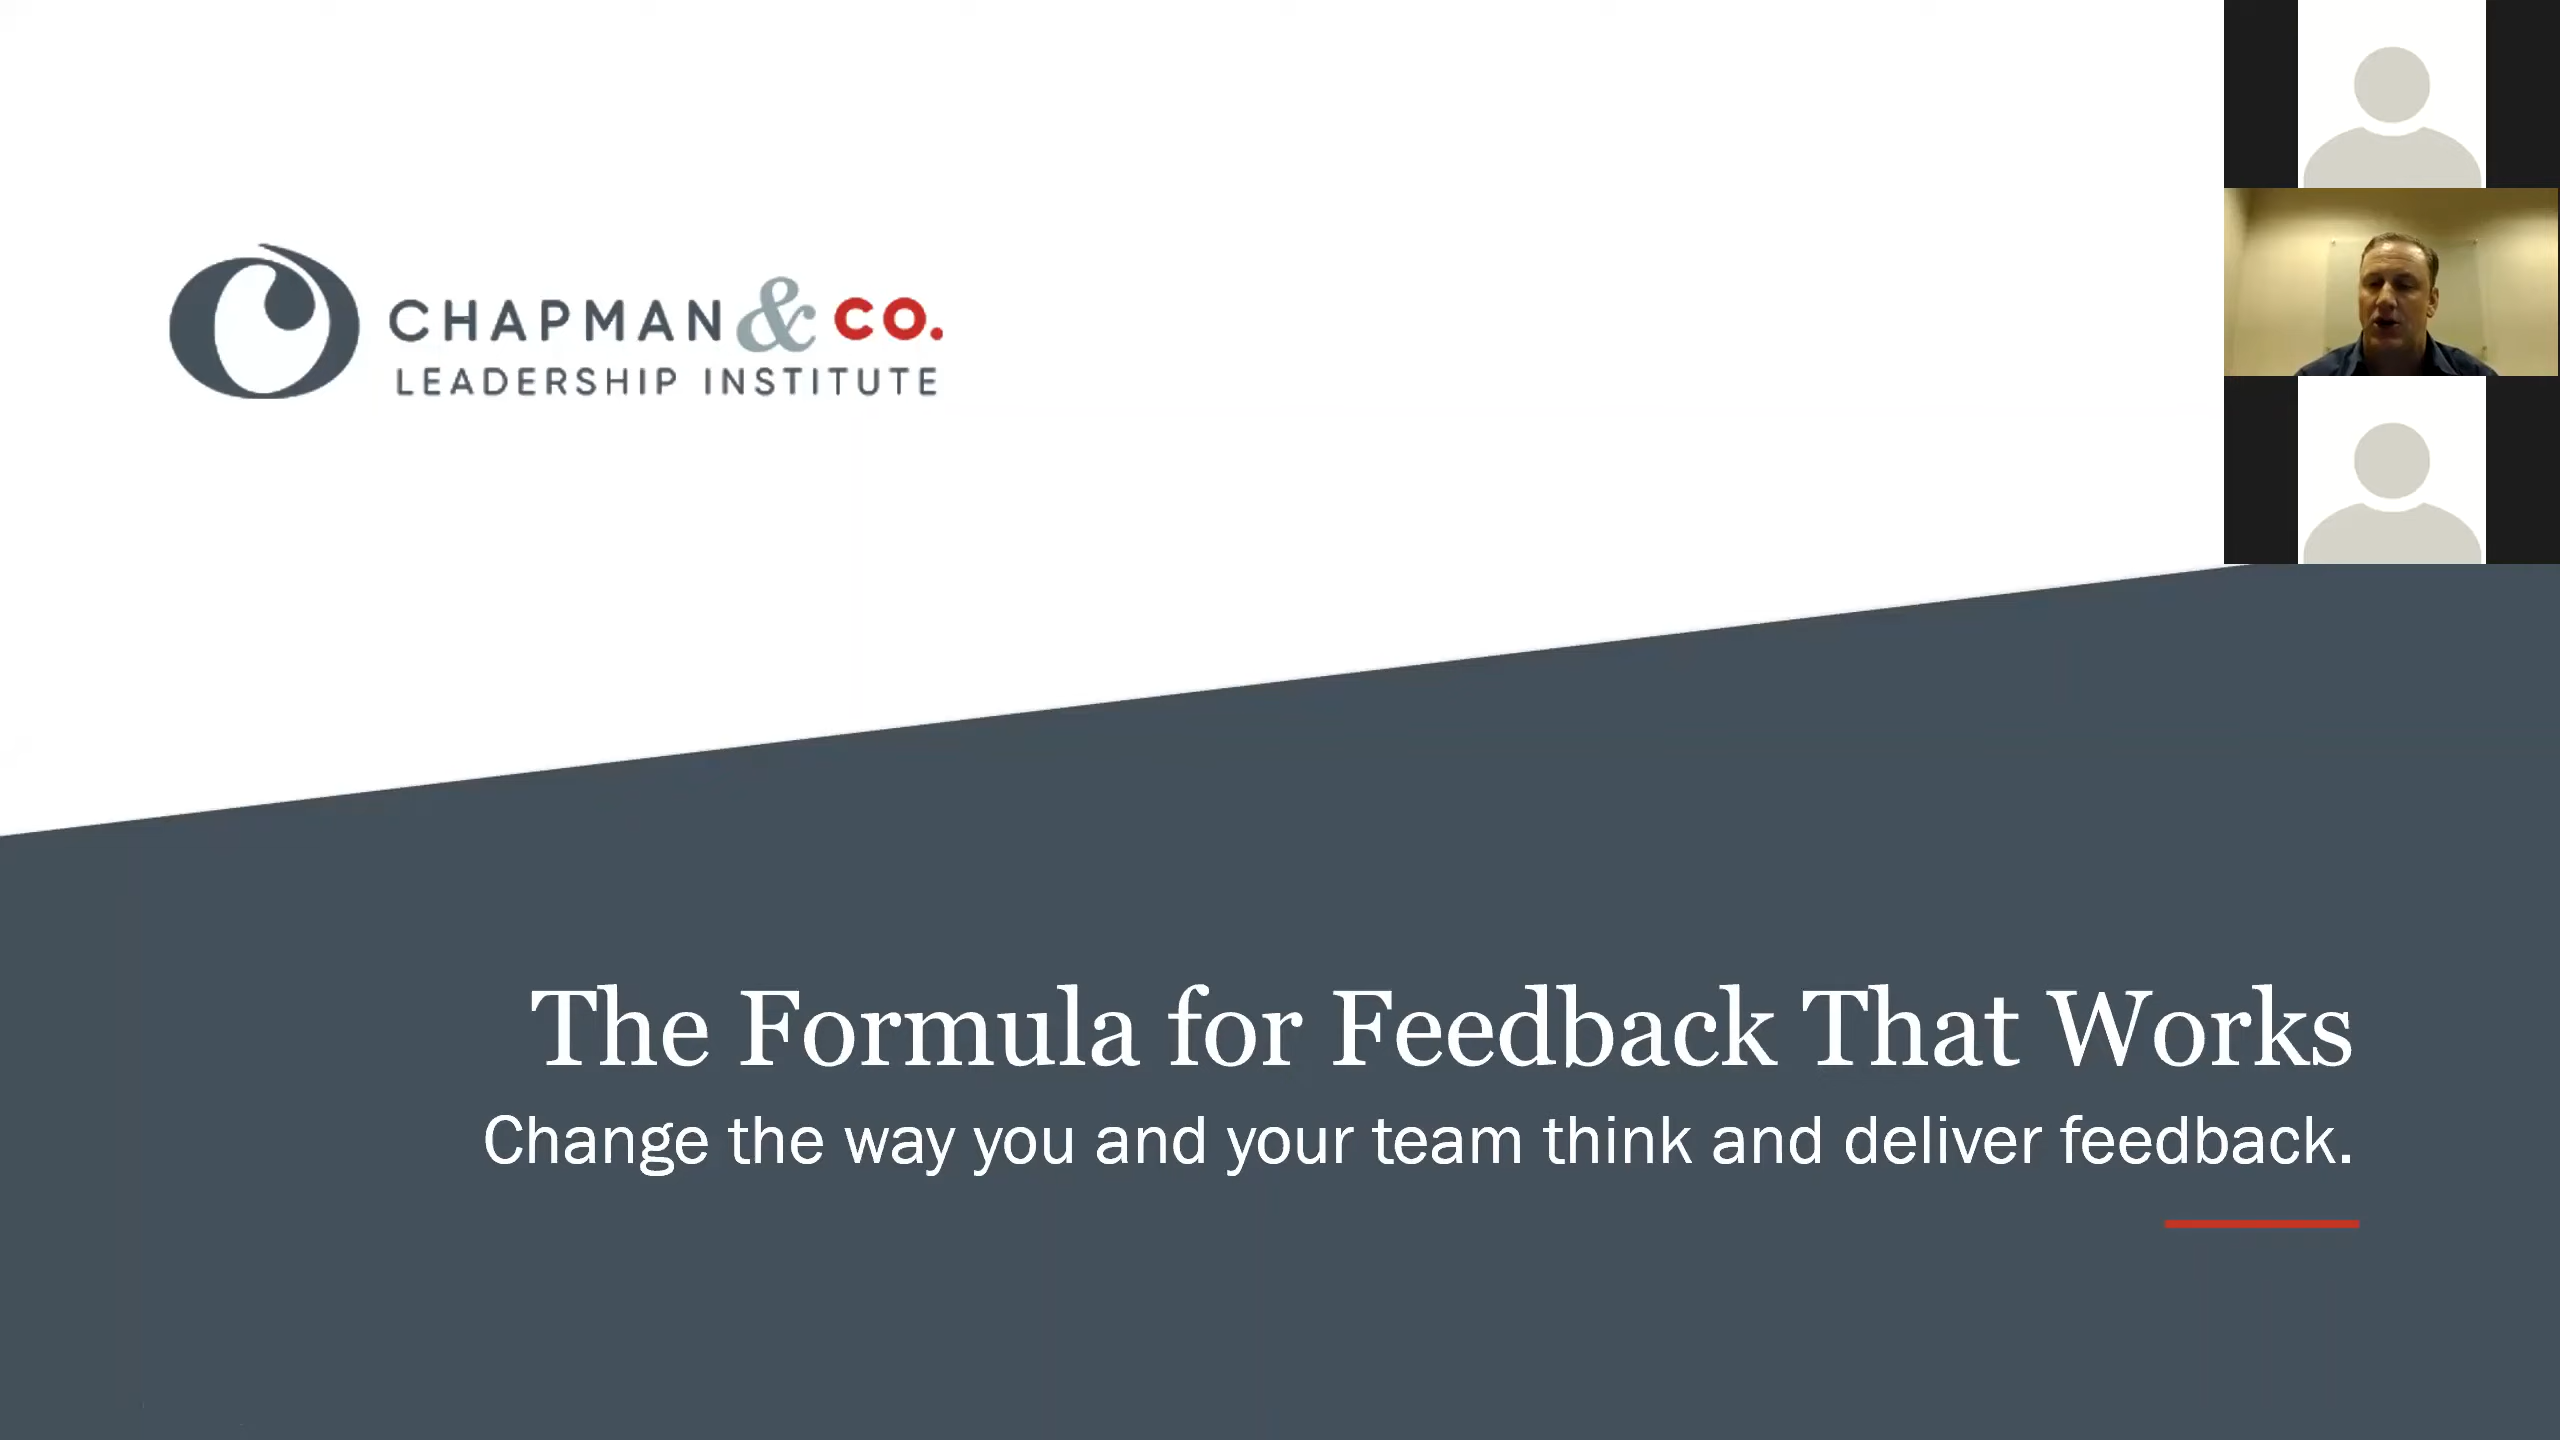 CHAPMAN & CO.
LEADERSHIP INSTITUTE
The Formula for Feedback That Works
Change the way you and your team think and deliver feedback.